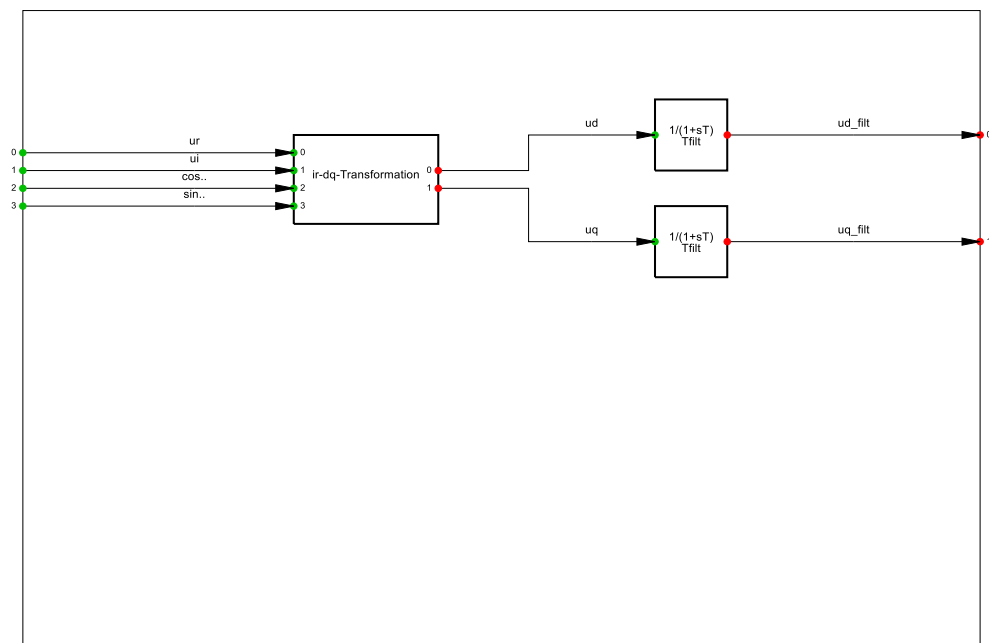 ur
0
0
ui
1
1
cos..
2
2
sin..
3
3
ir-dq-Transformation
0
1
ud
1/(1+sT)
Tfilt
ud_filt
0
uq
1/(1+sT)
Tfilt
uq_filt